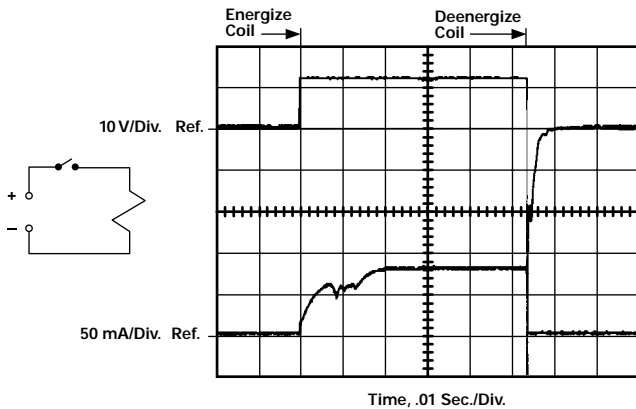 Energize
Coil
Deenergize
Coil
10 V/Div. Ref.
+
–
50 mA/Div. Ref.
Time, .01 Sec./Div.